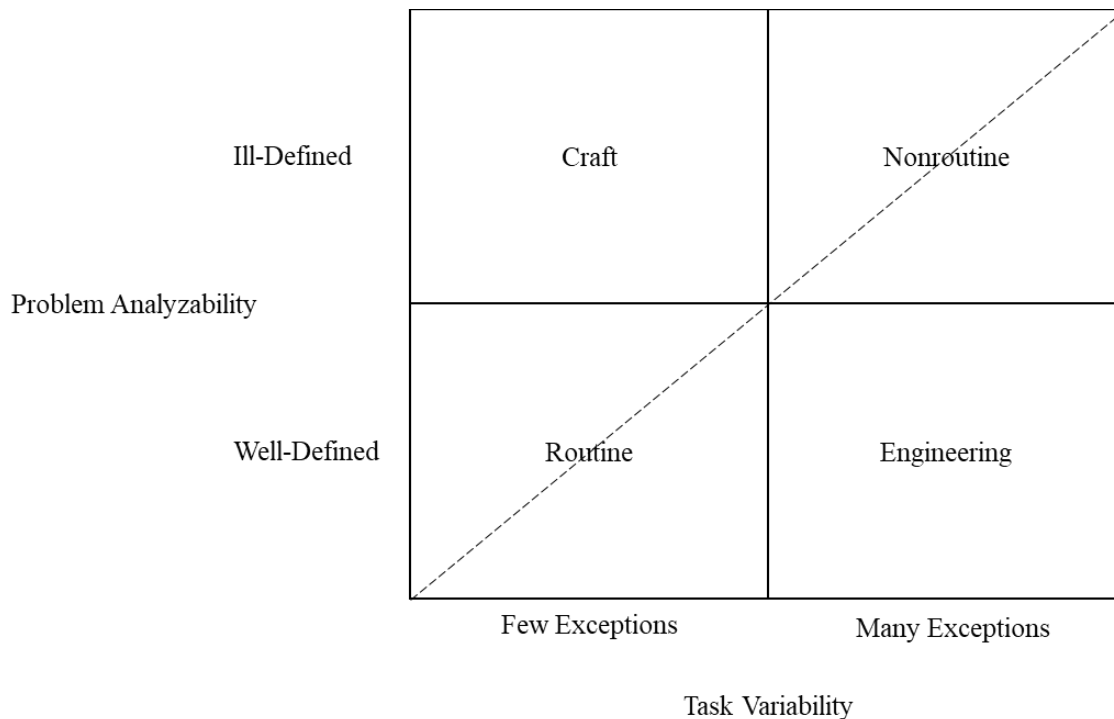 Ill-Defined
Craft
Nonroutine
Problem Analyzability
Well-Defined
Routine
Engineering
Few Exceptions
Many Exceptions
Task Variability